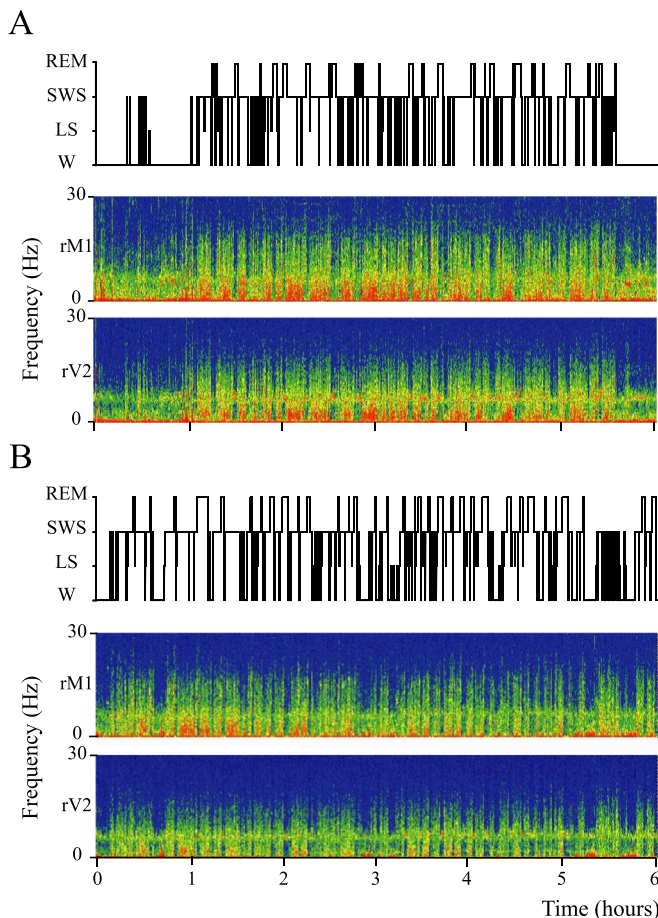 A
REM
SWS
LS
W
30
rM1
0
30
rV2
0
Frequency (Hz)
B
REM
SWS
LS
W
30
rM1
0
30
rV2
0
Frequency (Hz)
0 1 2 3 4 5 6
Time (hours)